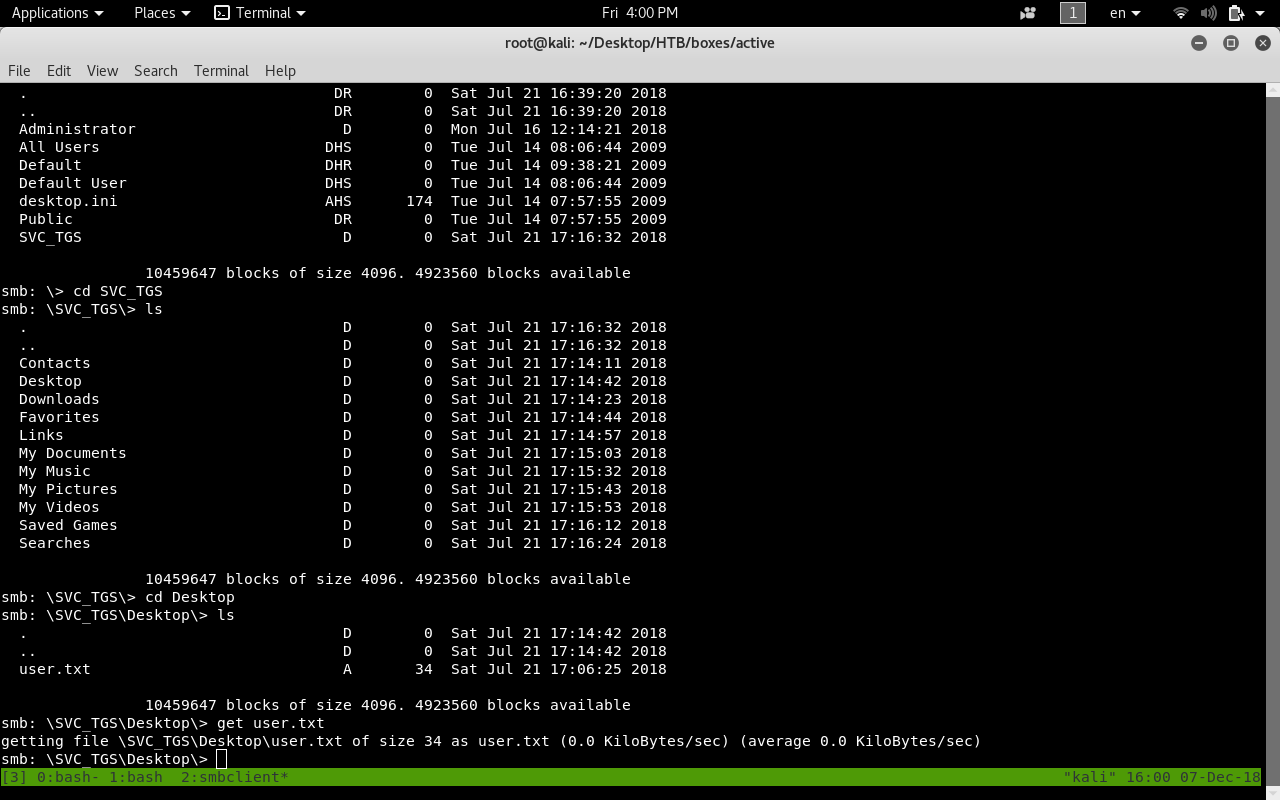 Applications Places Terminal Fri 4:00 PM 1 en
root@kali: ~/Desktop/HTB/boxes/active
File Edit View Search Terminal Help
. DR 0 Sat Jul 21 16:39:20 2018
.. DR 0 Sat Jul 21 16:39:20 2018
Administrator D 0 Mon Jul 16 12:14:21 2018
All Users DHS 0 Tue Jul 14 08:06:44 2009
Default DHR 0 Tue Jul 14 09:38:21 2009
Default User DHS 0 Tue Jul 14 08:06:44 2009
desktop.ini AHS 174 Tue Jul 14 07:57:55 2009
Public DR 0 Tue Jul 14 07:57:55 2009
SVC_TGS D 0 Sat Jul 21 17:16:32 2018
10459647 blocks of size 4096. 4923560 blocks available
smb: \> cd SVC_TGS
smb: \SVC_TGS\> ls
. D 0 Sat Jul 21 17:16:32 2018
.. D 0 Sat Jul 21 17:16:32 2018
Contacts D 0 Sat Jul 21 17:14:11 2018
Desktop D 0 Sat Jul 21 17:14:42 2018
Downloads D 0 Sat Jul 21 17:14:23 2018
Favorites D 0 Sat Jul 21 17:14:44 2018
Links D 0 Sat Jul 21 17:14:57 2018
My Documents D 0 Sat Jul 21 17:15:03 2018
My Music D 0 Sat Jul 21 17:15:32 2018
My Pictures D 0 Sat Jul 21 17:15:43 2018
My Videos D 0 Sat Jul 21 17:15:53 2018
Saved Games D 0 Sat Jul 21 17:16:12 2018
Searches D 0 Sat Jul 21 17:16:24 2018
10459647 blocks of size 4096. 4923560 blocks available
smb: \SVC_TGS\> cd Desktop
smb: \SVC_TGS\Desktop\> ls
. D 0 Sat Jul 21 17:14:42 2018
.. D 0 Sat Jul 21 17:14:42 2018
user.txt A 34 Sat Jul 21 17:06:25 2018
10459647 blocks of size 4096. 4923560 blocks available
smb: \SVC_TGS\Desktop\> get user.txt
getting file \SVC_TGS\Desktop\user.txt of size 34 as user.txt (0.0 KiloBytes/sec) (average 0.0 KiloBytes/sec)
smb: \SVC_TGS\Desktop\>
[3] 0:bash- 1:bash 2:smbclient* "kali" 16:00 07-Dec-18